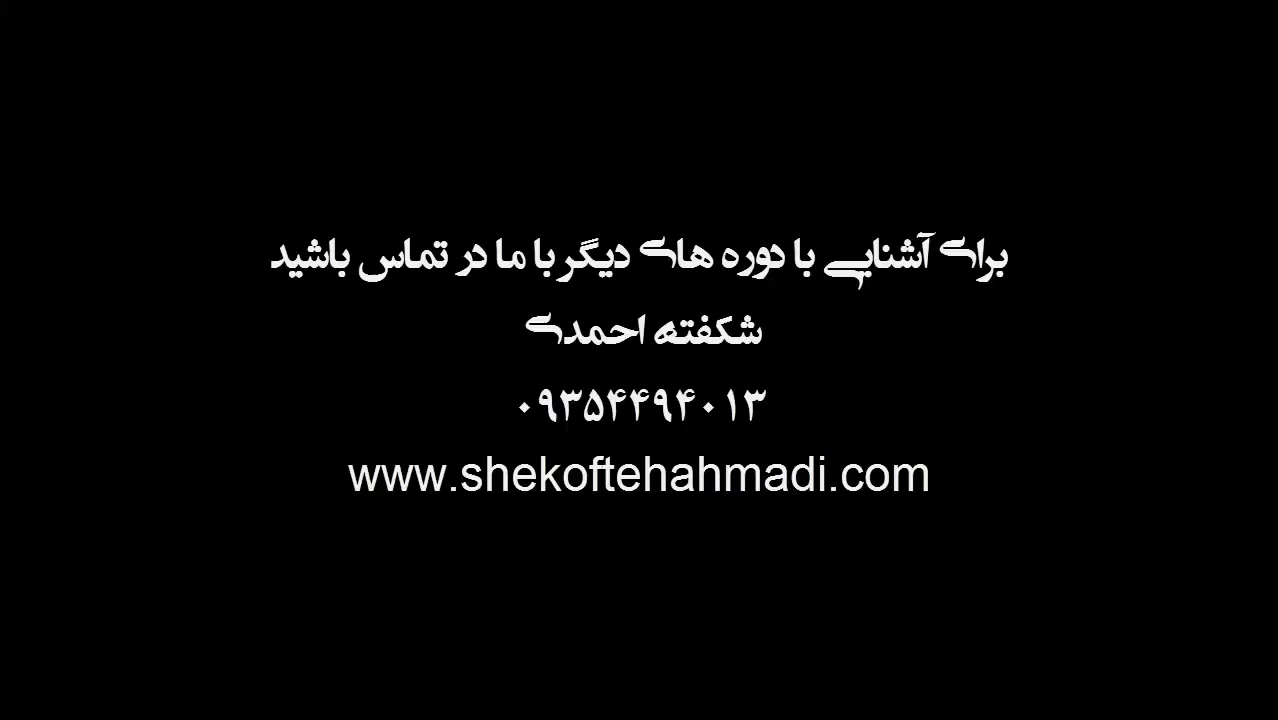 برای آشنایی با دوره های دیگر با ما در تماس باشید
شکفته احمدی
۰۹۳۵۴۴۹۴۰۱۳
www.shekoftehahmadi.com